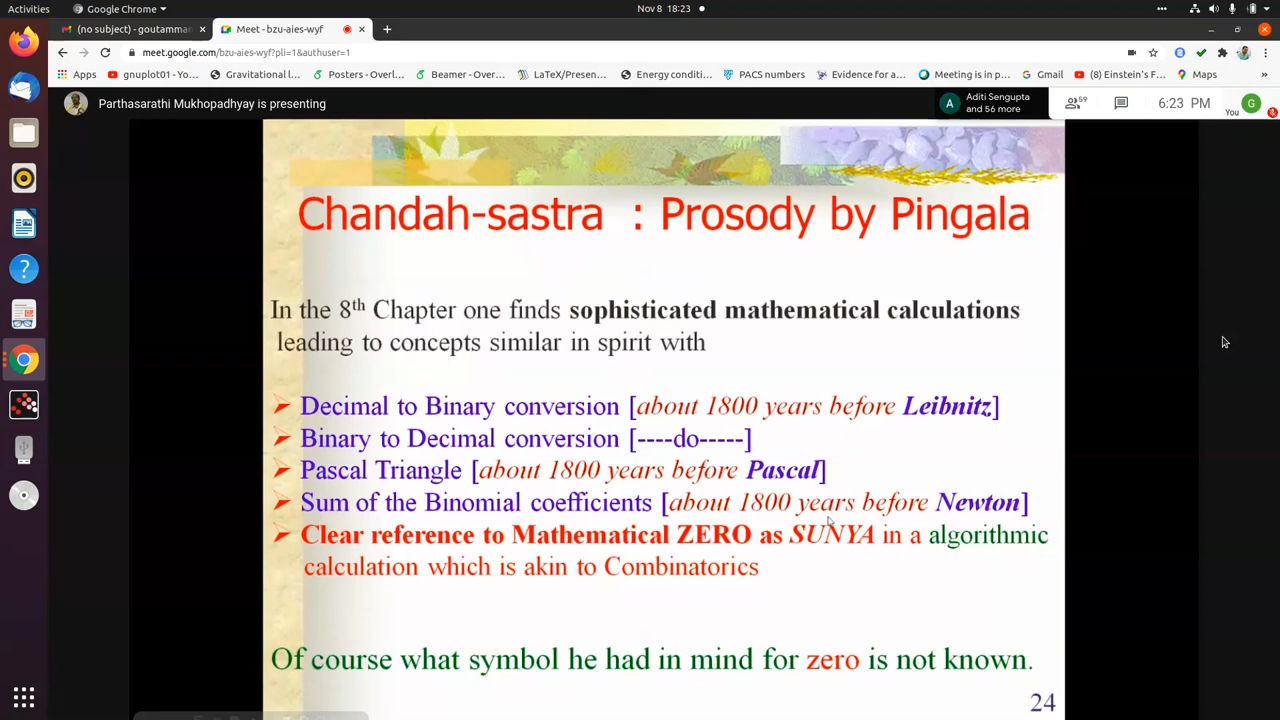 Activities
Google Chrome
Nov 8 18:23
(no subject) - goutamman
Meet - bzu-aies-wyf
meet.google.com/bzu-aies-wyf?pli=1&authuser=1
Apps
gnuplot01 - Yo...
Gravitational l...
Posters - Overl...
Beamer - Over...
LaTeX/Presen...
Energy conditi...
PACS numbers
Evidence for a...
Meeting is in p...
Gmail
(8) Einstein's F...
Maps
»
Parthasarathi Mukhopadhyay is presenting
A
Aditi Sengupta
and 56 more
59
6:23 PM
You
G
Chandah-sastra : Prosody by Pingala
In the 8th Chapter one finds sophisticated mathematical calculations
leading to concepts similar in spirit with
Decimal to Binary conversion [about 1800 years before Leibnitz]
Binary to Decimal conversion [----do-----]
Pascal Triangle [about 1800 years before Pascal]
Sum of the Binomial coefficients [about 1800 years before Newton]
Clear reference to Mathematical ZERO as SUNYA in a algorithmic
calculation which is akin to Combinatorics
Of course what symbol he had in mind for zero is not known.
24